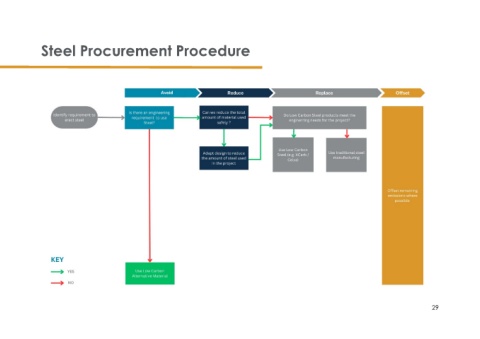 Steel Procurement Procedure
Avoid
Reduce
Replace
Offset
Identify requirement to
want steel
Is there an engineering
requirement to use
Steel?
Can we reduce the total
amount of material used
safely?
Do Low Carbon Steel products meet the
engineering needs for the project?
Adapt design to reduce
the amount of steel used
in the project
Use Low Carbon
Steel (e.g.
Use traditional steel
manufacturing
Offset remaining
emissions where
possible
KEY
YES
NO
Use Low Carbon
Alternative Material
29